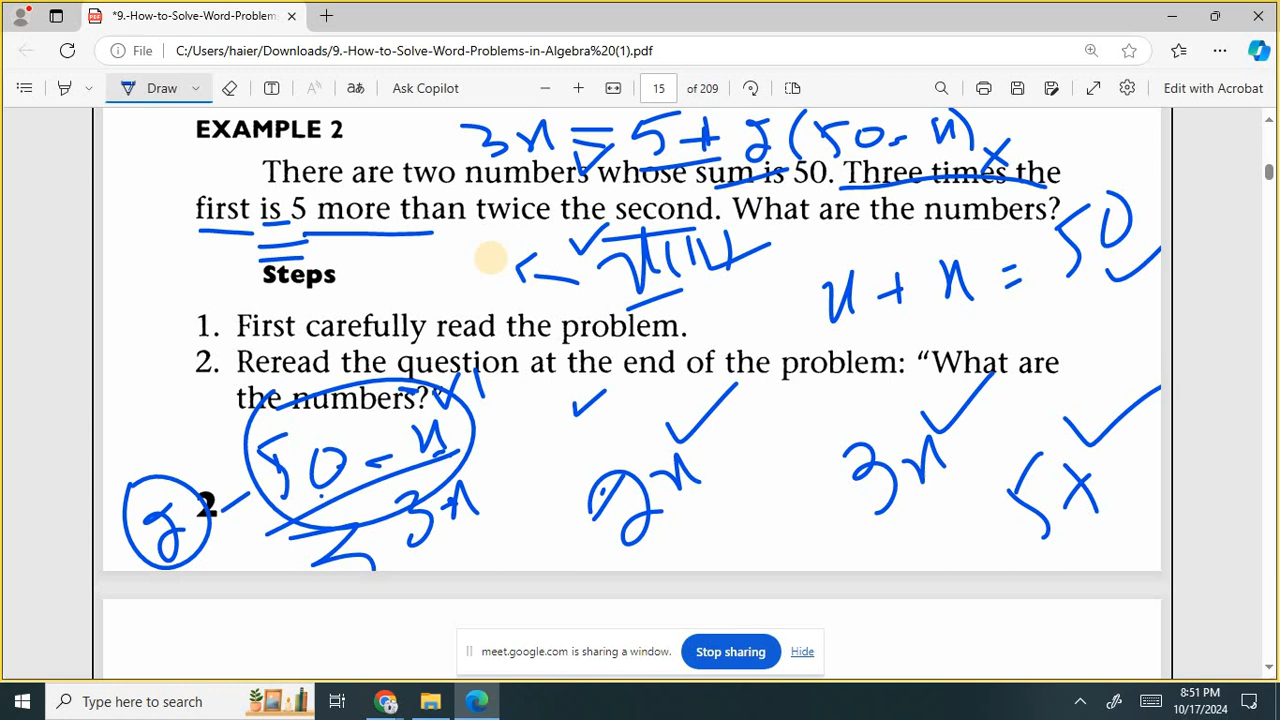 *9.-How-to-Solve-Word-Problem
File C:/Users/haier/Downloads/9.-How-to-Solve-Word-Problems-in-Algebra%20(1).pdf
Draw Ask Copilot 15 of 209 Edit with Acrobat
EXAMPLE 2
3x = 5 + 2(50 - x)
There are two numbers whose sum is 50. Three times the
first is 5 more than twice the second. What are the numbers?
Steps
x + x = 50
1. First carefully read the problem.
2. Reread the question at the end of the problem: “What are
the numbers?”
50 - x
2x 3x 5x
2
3x
meet.google.com is sharing a window. Stop sharing Hide
Type here to search
8:51 PM
10/17/2024